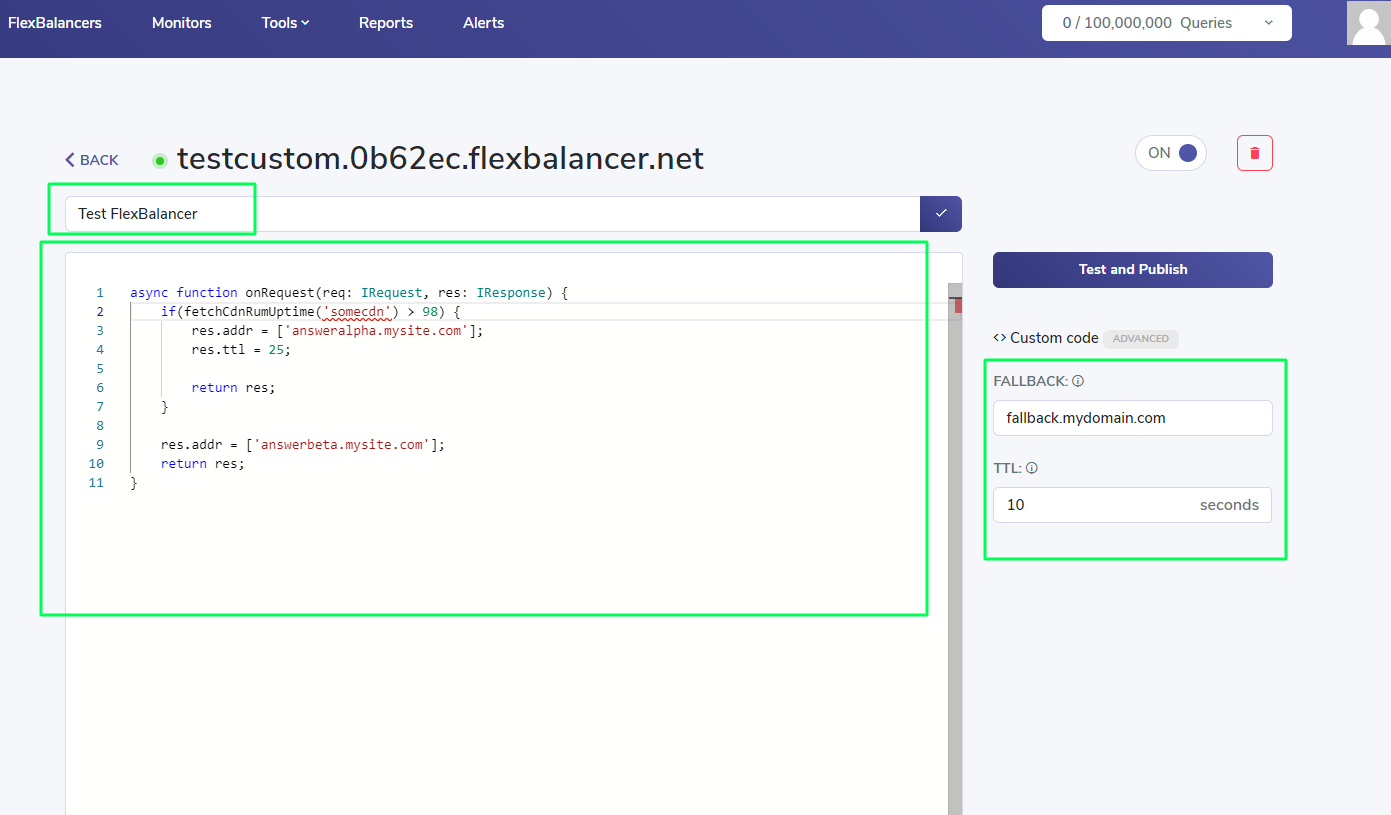 FlexBalancers Monitors Tools Reports Alerts 0 / 100,000,000 Queries
BACK testcustom.0b62ec.flexbalancer.net ON
Test FlexBalancer
Test and Publish
1 async function onRequest(req: IRequest, res: IResponse) {
2 if(fetchCdnRumUptime('somecdn') > 98) {
3 res.addr = ['answeralpha.mysite.com'];
4 res.ttl = 25;
5
6 return res;
7 }
8
9 res.addr = ['answerbeta.mysite.com'];
10 return res;
11 }
<> Custom code ADVANCED
FALLBACK:
fallback.mydomain.com
TTL:
10 seconds